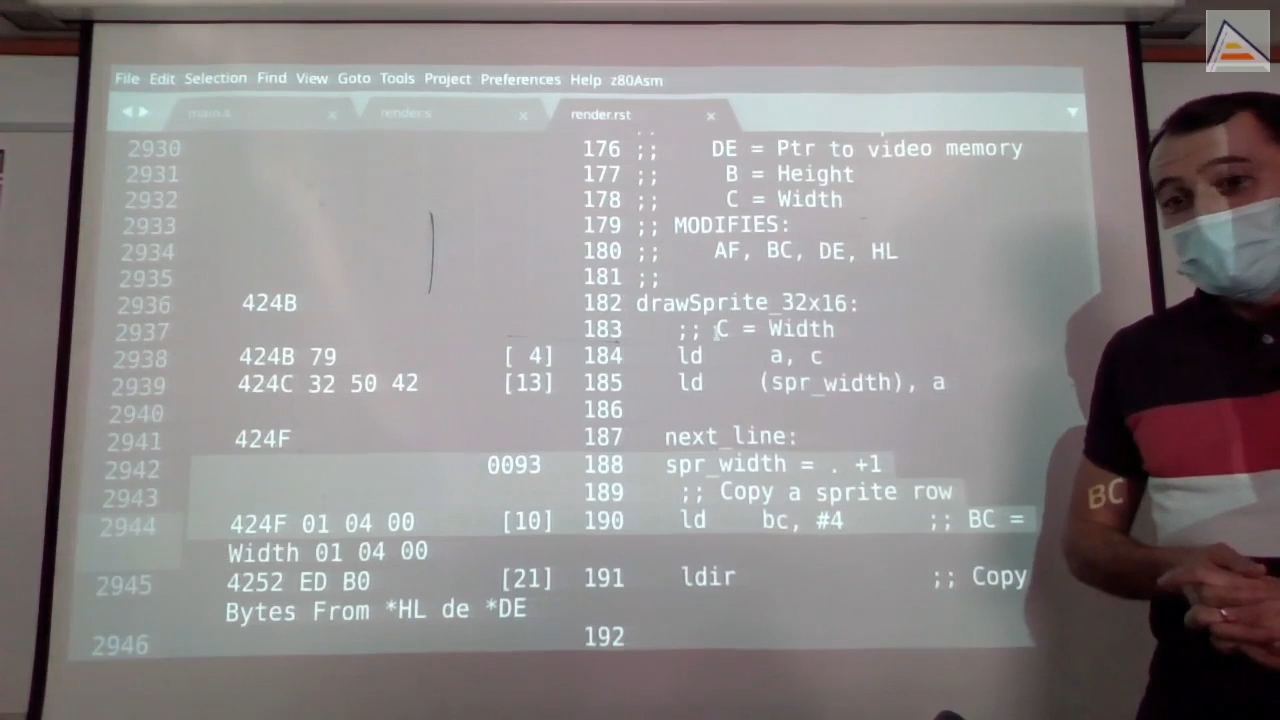 File Edit Selection Find View Goto Tools Project Preferences Help z80Asm
main.s render.s render.rst
2930 176 ;; DE = Ptr to video memory
2931 177 ;; B = Height
2932 178 ;; C = Width
2933 179 ;; MODIFIES:
2934 180 ;; AF, BC, DE, HL
2935 181 ;;
2936 424B 182 drawSprite_32x16:
2937 183 ;; C = Width
2938 424B 79 [ 4] 184 ld a, c
2939 424C 32 50 42 [13] 185 ld (spr_width), a
2940 186
2941 424F 187 next_line:
2942 0093 188 spr_width = . +1
2943 189 ;; Copy a sprite row
2944 424F 01 04 00 [10] 190 ld bc, #4 ;; BC =
Width 01 04 00
2945 4252 ED B0 [21] 191 ldir ;; Copy
Bytes From *HL de *DE
2946 192
BC